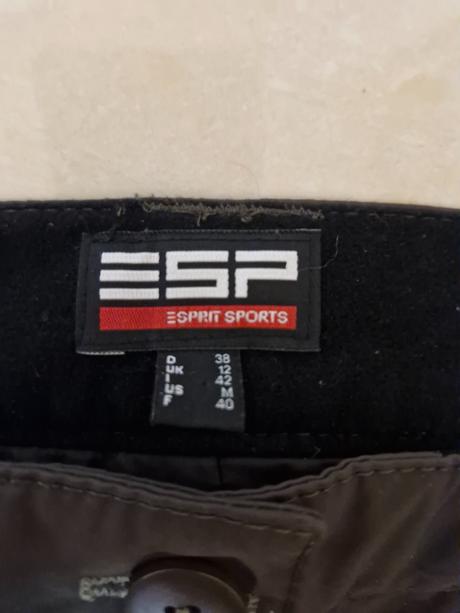 ESP
ESPRIT SPORTS
D 38
UK 12
I 42
US M
F 40